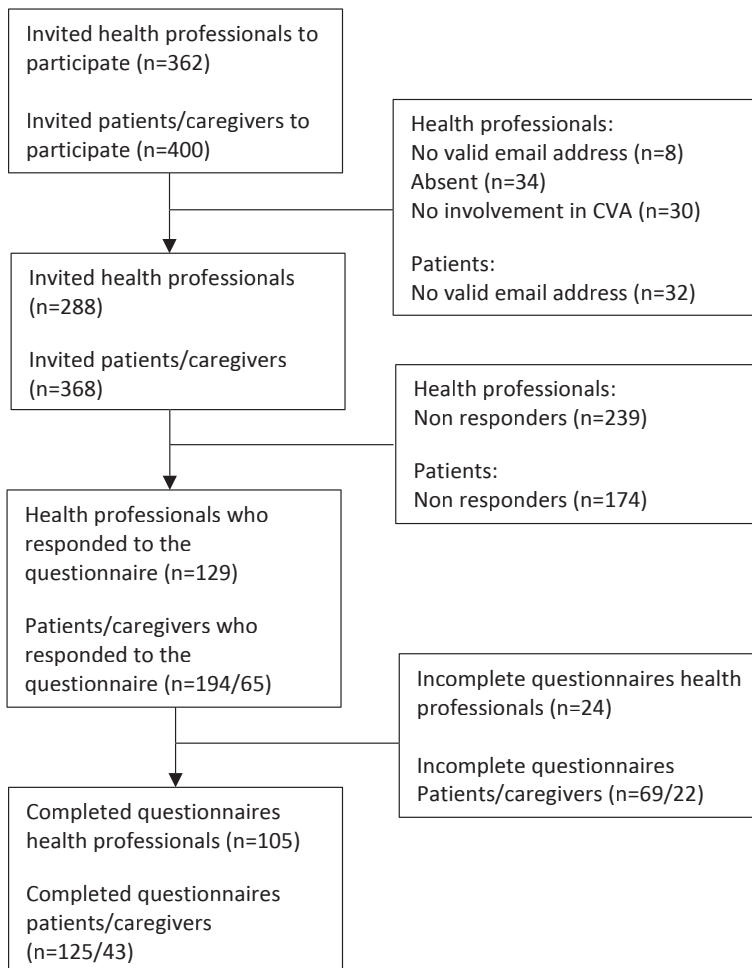 Invited health professionals to
participate (n=362)
Invited patients/caregivers to
participate (n=400)
Health professionals:
No valid email address (n=8)
Absent (n=34)
No involvement in CVA (n=30)
Patients:
No valid email address (n=32)
Invited health professionals
(n=288)
Invited patients/caregivers
(n=368)
Health professionals:
Non responders (n=239)
Patients:
Non responders (n=174)
Health professionals who
responded to the
questionnaire (n=129)
Patients/caregivers who
responded to the
questionnaire (n=194/65)
Incomplete questionnaires health
professionals (n=24)
Incomplete questionnaires
Patients/caregivers (n=69/22)
Completed questionnaires
health professionals (n=105)
Completed questionnaires
patients/caregivers
(n=125/43)